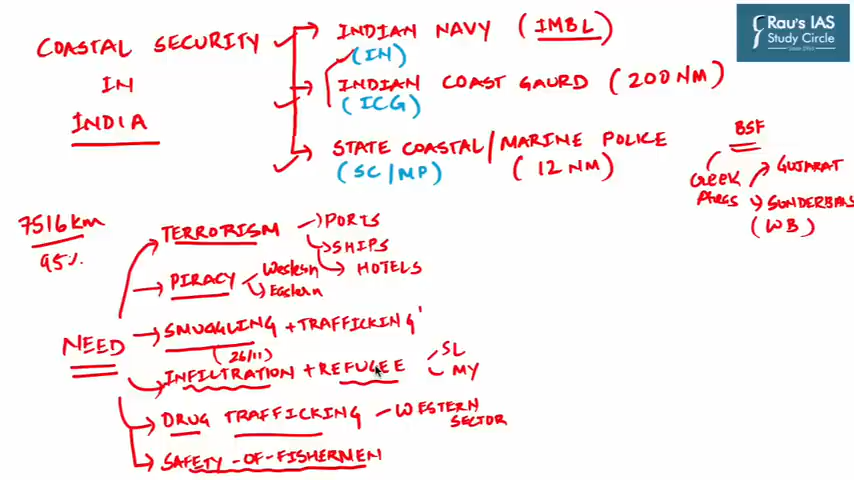 Rau's IAS
Study Circle
Since 1953
COASTAL SECURITY
IN
INDIA
INDIAN NAVY (IMBL)
(IN)
INDIAN COAST GAURD (200 NM)
(ICG)
STATE COASTAL/MARINE POLICE
(SC/MP) (12 NM)
BSF
Creek
Areas
GUJARAT
SUNDERBANS
(WB)
7516 km
95%
NEED
TERRORISM
PORTS
SHIPS
HOTELS
PIRACY
Western
Eastern
SMUGGLING + TRAFFICKING
(26/11)
INFILTRATION + REFUGEE
SL
MY
DRUG TRAFFICKING - WESTERN
SECTOR
SAFETY-OF-FISHERMEN